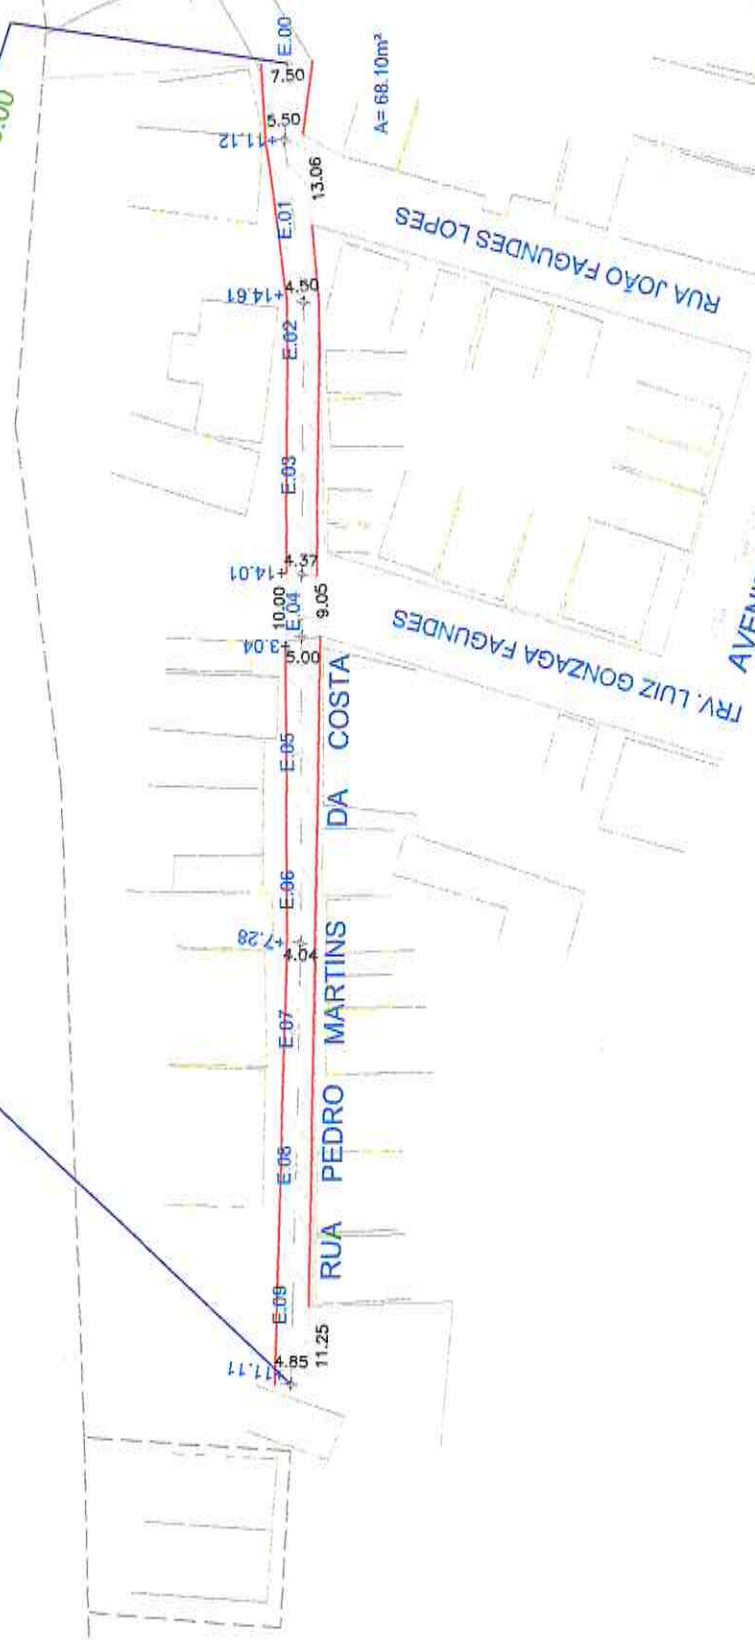 E.00
7.50
5.50
+11.12
A= 68.10m²
13.06
E.01
RUA JOÃO FAGUNDES LOPES
4.50
+14.61
E.02
E.03
4.37
+14.01
10.00
E.04
9.05
TRV. LUIZ GONZAGA FAGUNDES
+3.04
5.00
E.05
E.06
+7.28
4.04
E.07
E.08
E.09
RUA PEDRO MARTINS DA COSTA
4.85
11.25